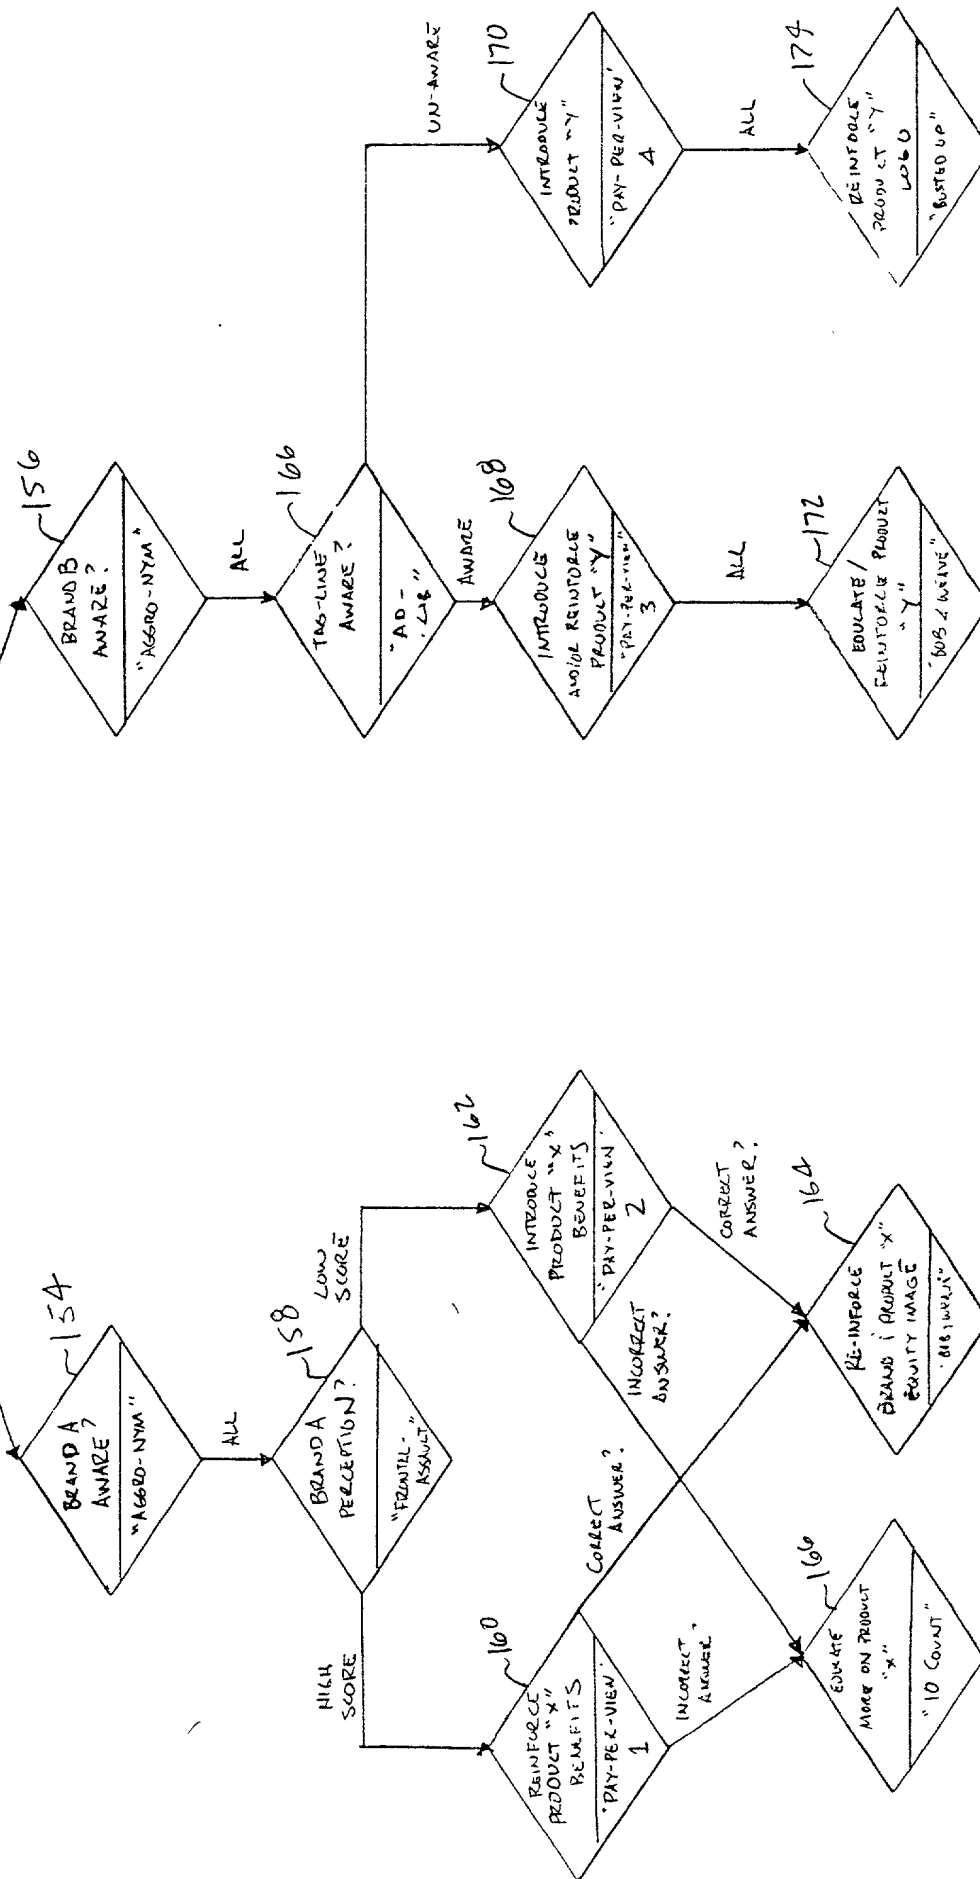 154
BRAND A
AWARE?
"AGGRO-NYM"
ALL
158
BRAND A
PERCEPTION?
"FRONTAL-
ASSAULT"
HIGH
SCORE
LOW
SCORE
160
REINFORCE
PRODUCT "X"
BENEFITS
"PAY-PER-VIEW"
1
162
INTRODUCE
PRODUCT "X"
BENEFITS
"PAY-PER-VIEW"
2
INCORRECT
ANSWER?
CORRECT
ANSWER?
INCORRECT
ANSWER?
CORRECT
ANSWER?
166
EDUCATE
MORE ON PRODUCT
"X"
"10 COUNT"
164
RE-INFORCE
BRAND & PRODUCT "X"
EQUITY IMAGE
156
BRAND B
AWARE?
"AGGRO-NYM"
ALL
166
TAG-LINE
AWARE?
"AD-
LIB"
AWARE
UN-AWARE
168
INTRODUCE
AND/OR REINFORCE
PRODUCT "Y"
"PAY-PER-VIEW"
3
170
INTRODUCE
PRODUCT "Y"
"PAY-PER-VIEW"
4
ALL
ALL
172
EDUCATE/
REINFORCE PRODUCT
"Y"
"BOB & WEAVE"
174
REINFORCE
PRODUCT "Y"
LOGO
"BUSTED UP"